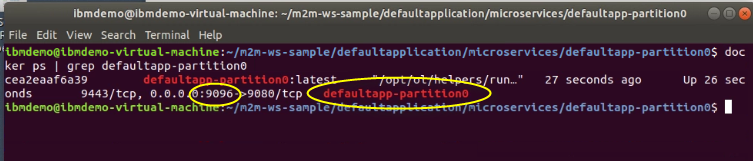 ibmdemo@ibmdemo-virtual-machine: ~/m2m-ws-sample/defaultapplication/microservices/defaultapp-partition0
File Edit View Search Terminal Help
ibmdemo@ibmdemo-virtual-machine:~/m2m-ws-sample/defaultapplication/microservices/defaultapp-partition0$ doc
ker ps | grep defaultapp-partition0
cea2eaaf6a39 defaultapp-partition0:latest "/opt/ol/helpers/run…" 27 seconds ago Up 26 sec
onds 9443/tcp, 0.0.0.0:9096->9080/tcp defaultapp-partition0
ibmdemo@ibmdemo-virtual-machine:~/m2m-ws-sample/defaultapplication/microservices/defaultapp-partition0$